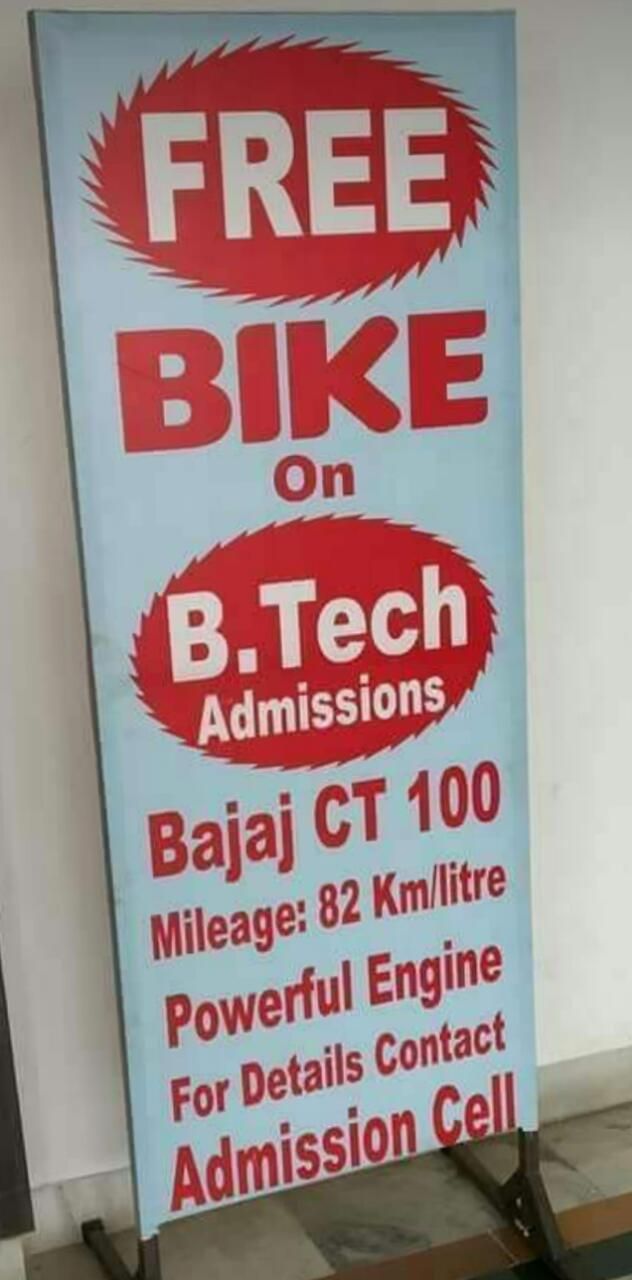 FREE
BIKE
On
B.Tech
Admissions
Bajaj CT 100
Mileage: 82 Km/litre
Powerful Engine
For Details Contact
Admission Cell